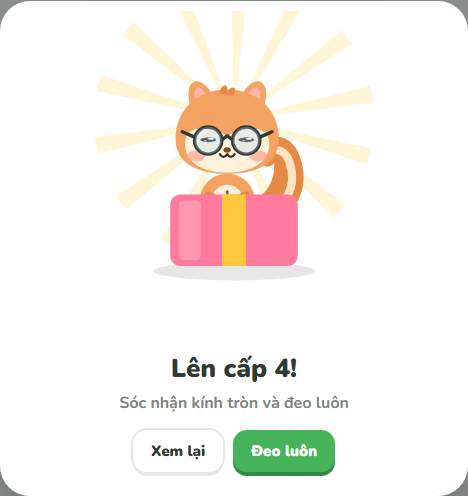 Lên cấp 4!
Sóc nhận kính tròn và đeo luôn
Xem lại
Đeo luôn